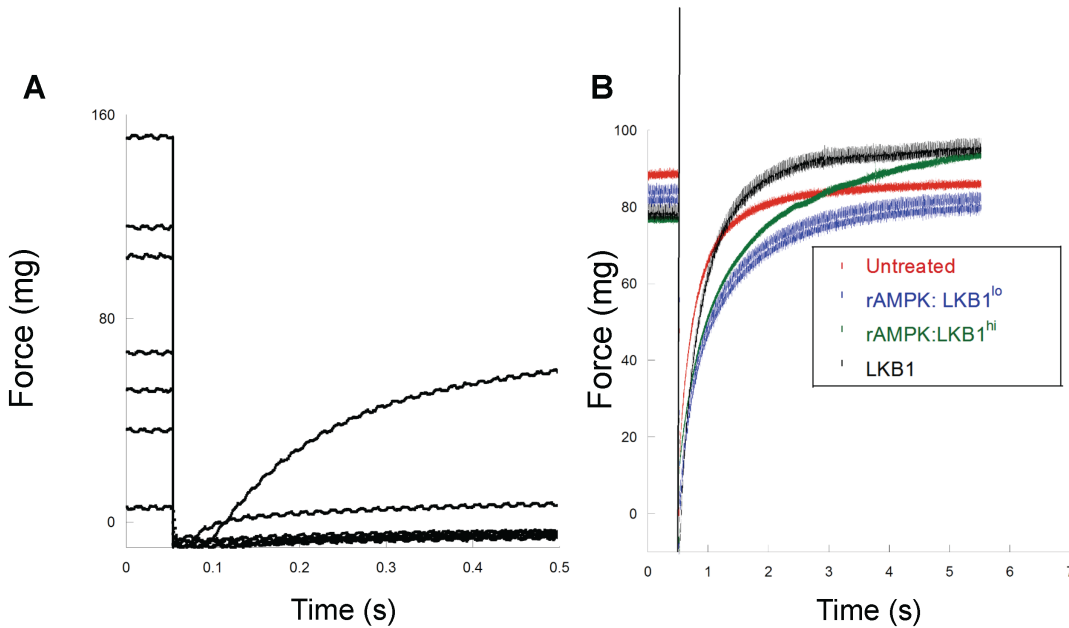 A
160
80
0
Force (mg)
0
0.1
0.2
0.3
0.4
0.5
Time (s)
B
100
80
60
40
20
0
Force (mg)
0
1
2
3
4
5
6
7
Time (s)
Untreated
rAMPK: LKB1lo
rAMPK:LKB1hi
LKB1